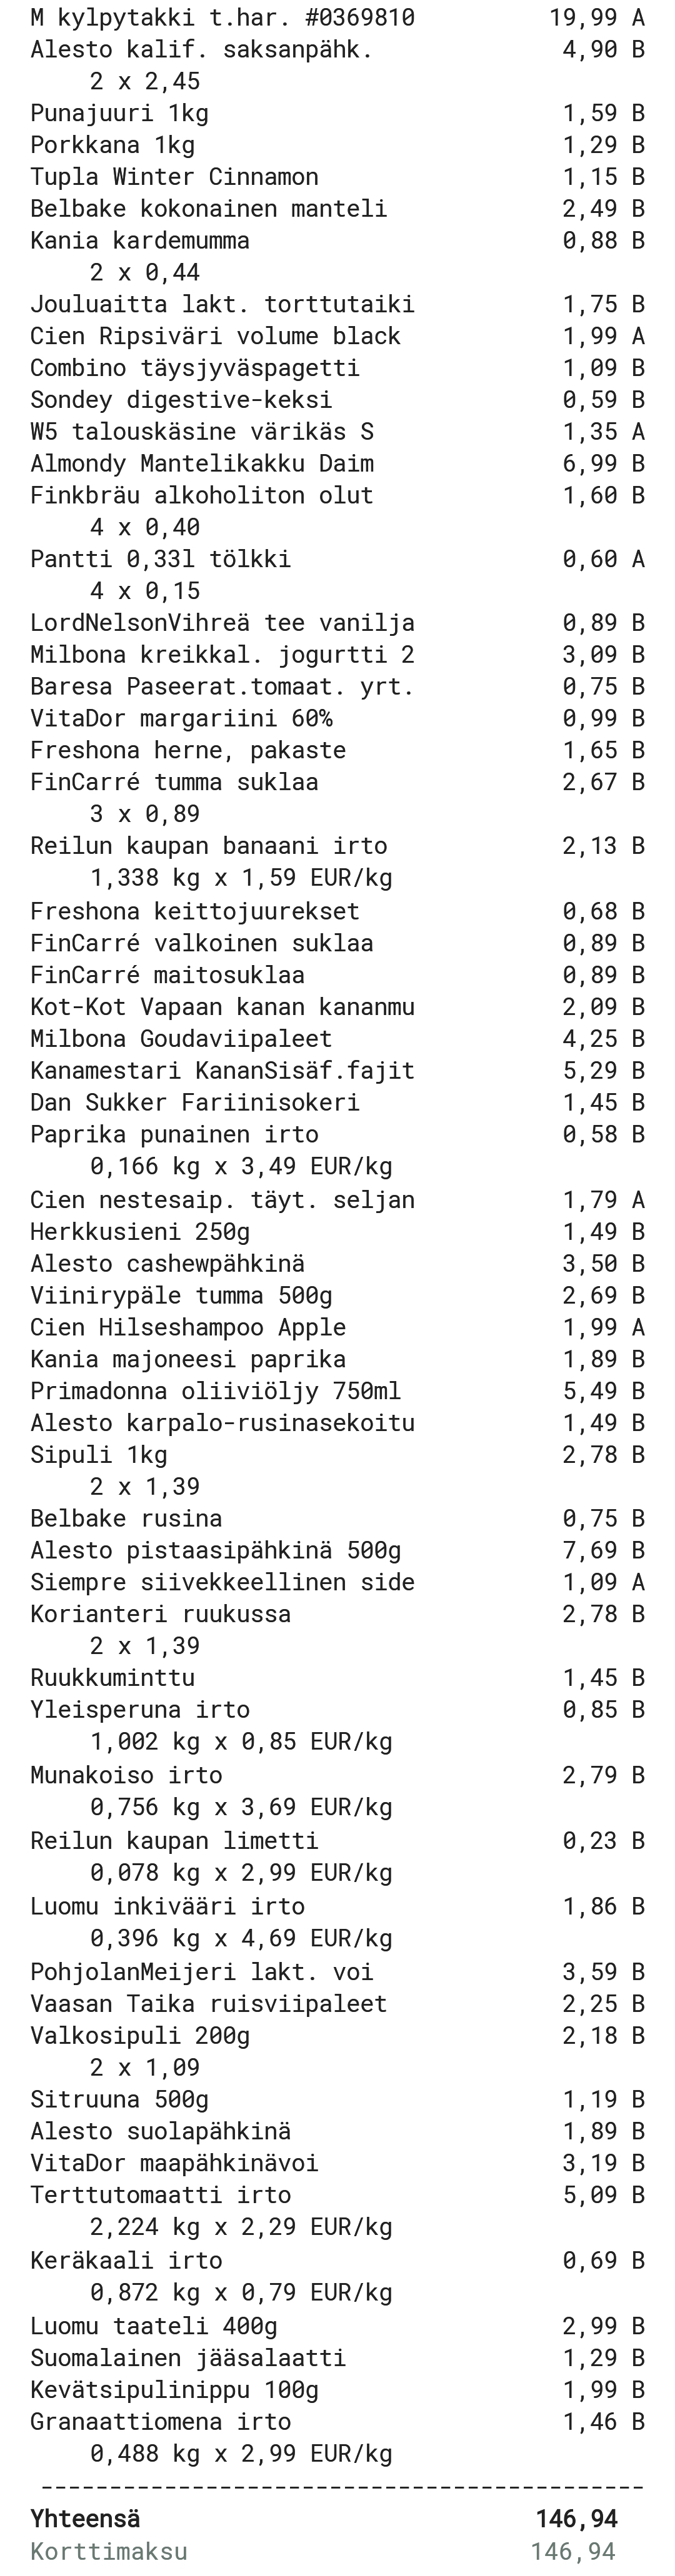 M kylpytakki t.har. #0369810 19,99 A
Alesto kalif. saksanpähk. 4,90 B
2 x 2,45
Punajuuri 1kg 1,59 B
Porkkana 1kg 1,29 B
Tupla Winter Cinnamon 1,15 B
Belbake kokonainen manteli 2,49 B
Kania kardemumma 0,88 B
2 x 0,44
Jouluaitta lakt. torttutaiki 1,75 B
Cien Ripsiväri volume black 1,99 A
Combino täysjyväspagetti 1,09 B
Sondey digestive-keksi 0,59 B
W5 talouskäsine värikäs S 1,35 A
Almondy Mantelikakku Daim 6,99 B
Finkbräu alkoholiton olut 1,60 B
4 x 0,40
Pantti 0,33l tölkki 0,60 A
4 x 0,15
LordNelsonVihreä tee vanilja 0,89 B
Milbona kreikkal. jogurtti 2 3,09 B
Baresa Paseerat.tomaat. yrt. 0,75 B
VitaDor margariini 60% 0,99 B
Freshona herne, pakaste 1,65 B
FinCarré tumma suklaa 2,67 B
3 x 0,89
Reilun kaupan banaani irto 2,13 B
1,338 kg x 1,59 EUR/kg
Freshona keittojuurekset 0,68 B
FinCarré valkoinen suklaa 0,89 B
FinCarré maitosuklaa 0,89 B
Kot-Kot Vapaan kanan kananmu 2,09 B
Milbona Goudaviipaleet 4,25 B
Kanamestari KananSisäf.fajit 5,29 B
Dan Sukker Fariinisokeri 1,45 B
Paprika punainen irto 0,58 B
0,166 kg x 3,49 EUR/kg
Cien nestesaip. täyt. seljan 1,79 A
Herkkusieni 250g 1,49 B
Alesto cashewpähkinä 3,50 B
Viinirypäle tumma 500g 2,69 B
Cien Hilseshampoo Apple 1,99 A
Kania majoneesi paprika 1,89 B
Primadonna oliiviöljy 750ml 5,49 B
Alesto karpalo-rusinasekoitu 1,49 B
Sipuli 1kg 2,78 B
2 x 1,39
Belbake rusina 0,75 B
Alesto pistaasipähkinä 500g 7,69 B
Siempre siivekkeellinen side 1,09 A
Korianteri ruukussa 2,78 B
2 x 1,39
Ruukkuminttu 1,45 B
Yleisperuna irto 0,85 B
1,002 kg x 0,85 EUR/kg
Munakoiso irto 2,79 B
0,756 kg x 3,69 EUR/kg
Reilun kaupan limetti 0,23 B
0,078 kg x 2,99 EUR/kg
Luomu inkivääri irto 1,86 B
0,396 kg x 4,69 EUR/kg
PohjolanMeijeri lakt. voi 3,59 B
Vaasan Taika ruisviipaleet 2,25 B
Valkosipuli 200g 2,18 B
2 x 1,09
Sitruuna 500g 1,19 B
Alesto suolapähkinä 1,89 B
VitaDor maapähkinävoi 3,19 B
Terttutomaatti irto 5,09 B
2,224 kg x 2,29 EUR/kg
Keräkaali irto 0,69 B
0,872 kg x 0,79 EUR/kg
Luomu taateli 400g 2,99 B
Suomalainen jääsalaatti 1,29 B
Kevätsipulinippu 100g 1,99 B
Granaattiomena irto 1,46 B
0,488 kg x 2,99 EUR/kg
--------------------------------------------
Yhteensä 146,94
Korttimaksu 146,94